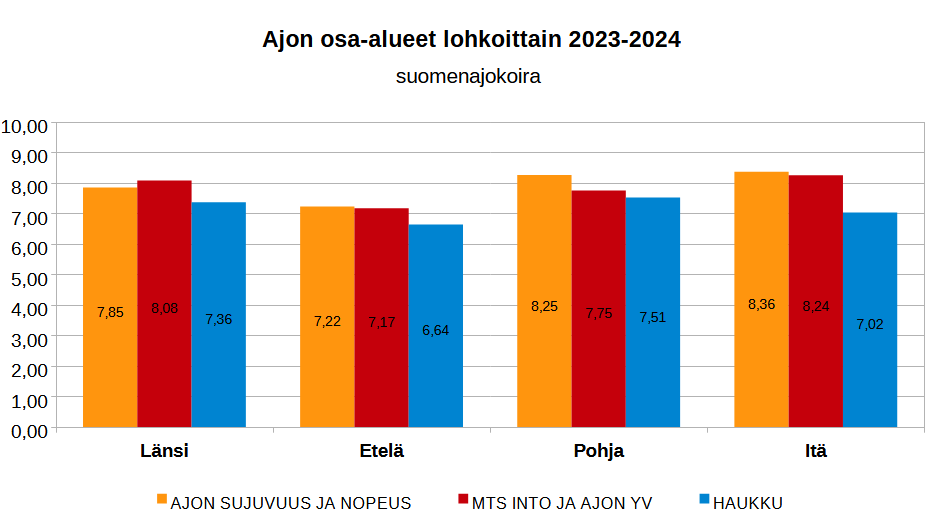 Ajon osa-alueet lohkoittain 2023-2024
suomenajokoira
10,00
9,00
8,00
7,00
6,00
5,00
4,00
3,00
2,00
1,00
0,00
7,85 8,08 7,36
7,22 7,17 6,64
8,25 7,75 7,51
8,36 8,24 7,02
Länsi Etelä Pohja Itä
AJON SUJUVUUS JA NOPEUS MTS INTO JA AJON YV HAUKKU